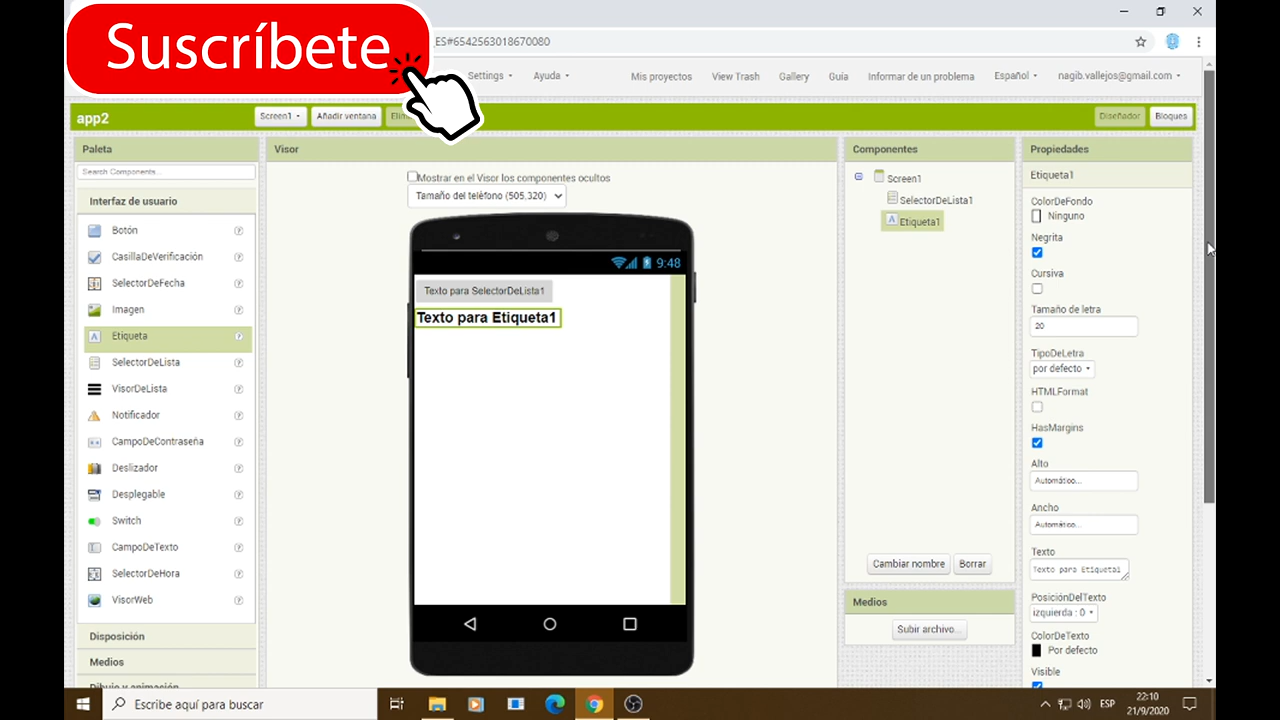 Suscríbete
_ES#6542563018670080
Settings
Ayuda
Mis proyectos
View Trash
Gallery
Guía
Informar de un problema
Español
nagib.vallejos@gmail.com
app2
Screen1
Añadir ventana
Diseñador
Bloques
Paleta
Search Components...
Interfaz de usuario
Botón
CasillaDeVerificación
SelectorDeFecha
Imagen
Etiqueta
SelectorDeLista
VisorDeLista
Notificador
CampoDeContraseña
Deslizador
Desplegable
Switch
CampoDeTexto
SelectorDeHora
VisorWeb
Disposición
Medios
Dibujo y animación
Visor
Mostrar en el Visor los componentes ocultos
Tamaño del teléfono (505,320)
9:48
Texto para SelectorDeLista1
Texto para Etiqueta1
Componentes
Screen1
SelectorDeLista1
Etiqueta1
Cambiar nombre
Borrar
Medios
Subir archivo...
Propiedades
Etiqueta1
ColorDeFondo
Ninguno
Negrita
Cursiva
Tamaño de letra
20
TipoDeLetra
por defecto
HTMLFormat
HasMargins
Alto
Automático...
Ancho
Automático...
Texto
Texto para Etiqueta1
PosiciónDelTexto
izquierda : 0
ColorDeTexto
Por defecto
Visible
Escribe aquí para buscar
ESP
22:10
21/9/2020